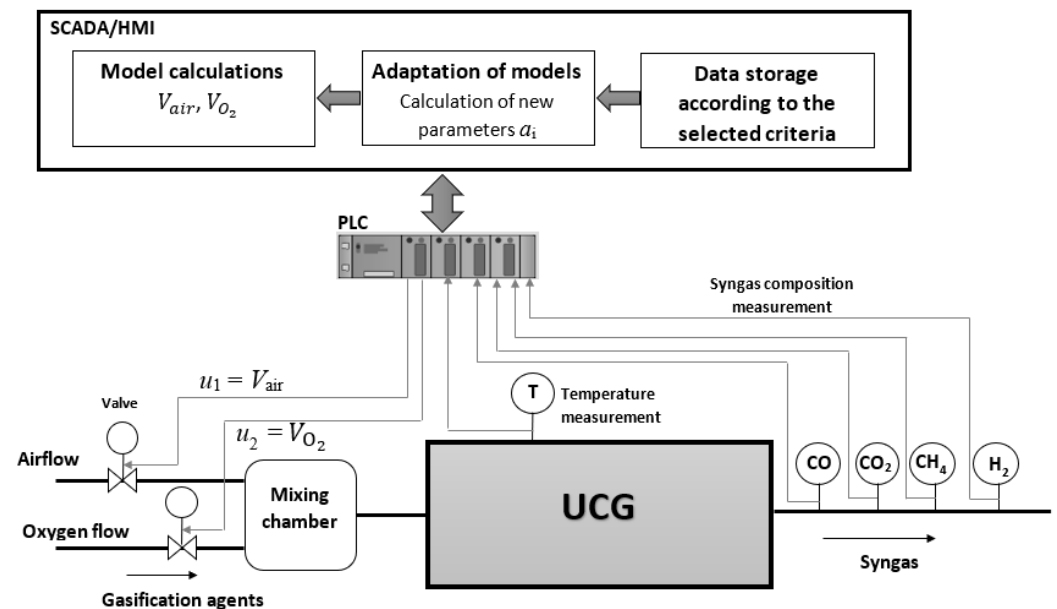 SCADA/HMI
Model calculations
V_air, V_O₂
Adaptation of models
Calculation of new
parameters a_i
Data storage
according to the
selected criteria
PLC
Syngas composition
measurement
u₁ = V_air
Valve
u₂ = V_O₂
T
Temperature
measurement
Airflow
Oxygen flow
Mixing
chamber
UCG
CO
CO₂
CH₄
H₂
Syngas
Gasification agents